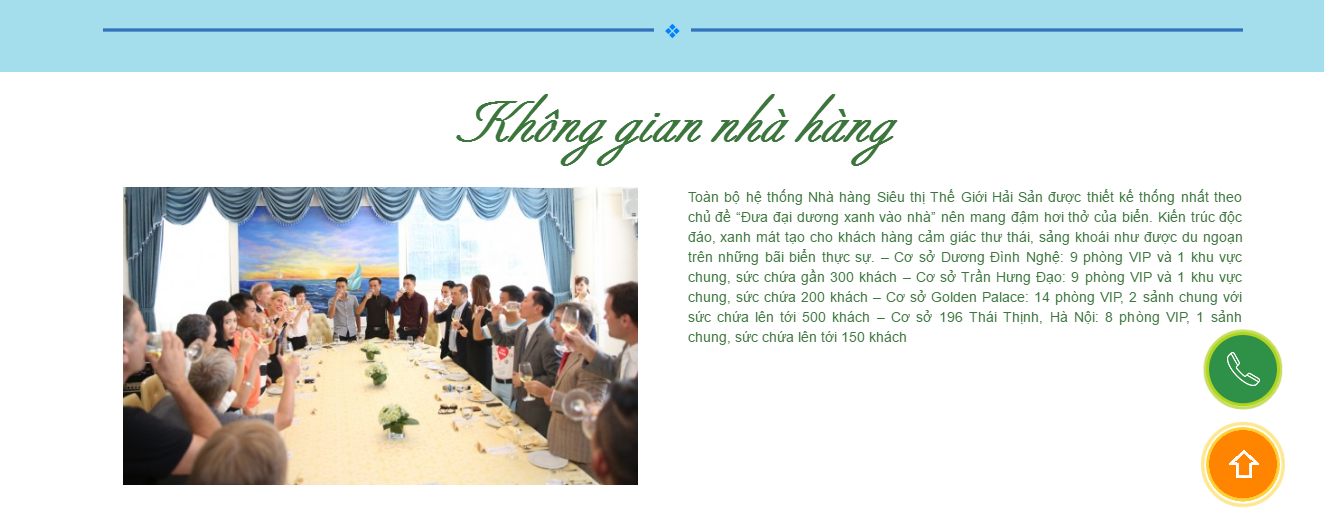 Không gian nhà hàng
Toàn bộ hệ thống Nhà hàng Siêu thị Thế Giới Hải Sản được thiết kế thống nhất theo
chủ đề “Đưa đại dương xanh vào nhà” nên mang đậm hơi thở của biển. Kiến trúc độc
đáo, xanh mát tạo cho khách hàng cảm giác thư thái, sảng khoái như được du ngoạn
trên những bãi biển thực sự. – Cơ sở Dương Đình Nghệ: 9 phòng VIP và 1 khu vực
chung, sức chứa gần 300 khách – Cơ sở Trần Hưng Đạo: 9 phòng VIP và 1 khu vực
chung, sức chứa 200 khách – Cơ sở Golden Palace: 14 phòng VIP, 2 sảnh chung với
sức chứa lên tới 500 khách – Cơ sở 196 Thái Thịnh, Hà Nội: 8 phòng VIP, 1 sảnh
chung, sức chứa lên tới 150 khách